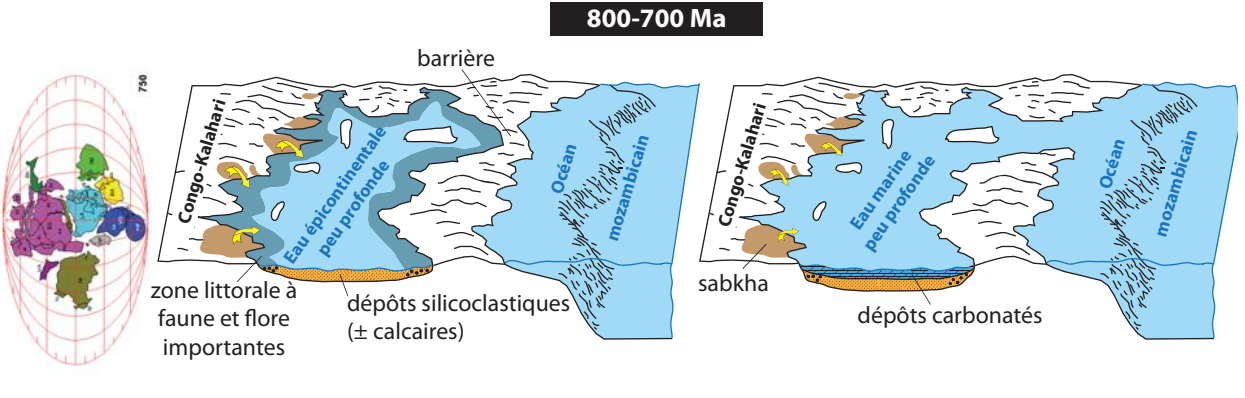 800-700 Ma
750
barrière
Congo-Kalahari
Eau épicontinentale
peu profonde
Océan
mozambicain
zone littorale à
faune et flore
importantes
dépôts silicoclastiques
(± calcaires)
Congo-Kalahari
Eau marine
peu profonde
Océan
mozambicain
sabkha
dépôts carbonatés